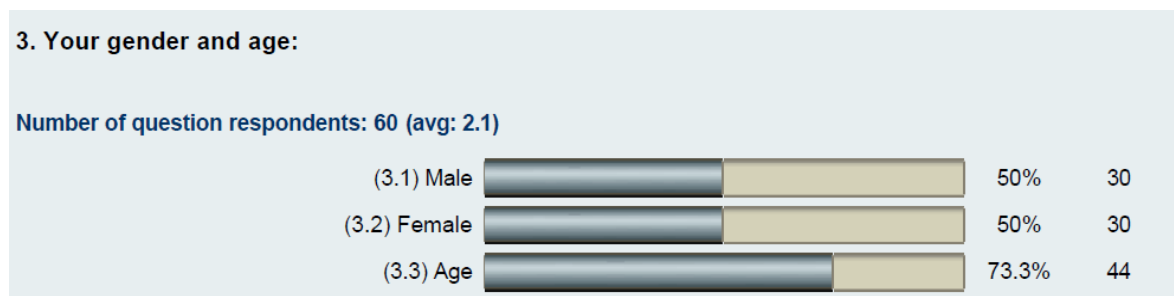 3. Your gender and age:
Number of question respondents: 60 (avg: 2.1)
(3.1) Male 50% 30
(3.2) Female 50% 30
(3.3) Age 73.3% 44